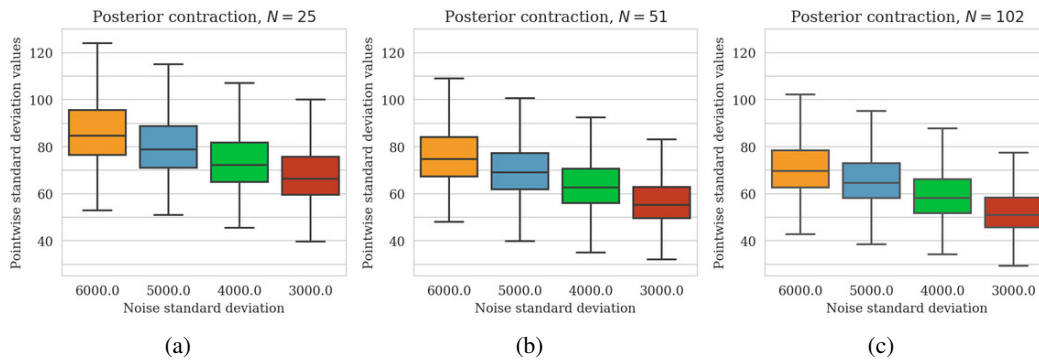 Posterior contraction, N = 25
Pointwise standard deviation values
120
100
80
60
40
6000.0 5000.0 4000.0 3000.0
Noise standard deviation
(a)
Posterior contraction, N = 51
Pointwise standard deviation values
120
100
80
60
40
6000.0 5000.0 4000.0 3000.0
Noise standard deviation
(b)
Posterior contraction, N = 102
Pointwise standard deviation values
120
100
80
60
40
6000.0 5000.0 4000.0 3000.0
Noise standard deviation
(c)